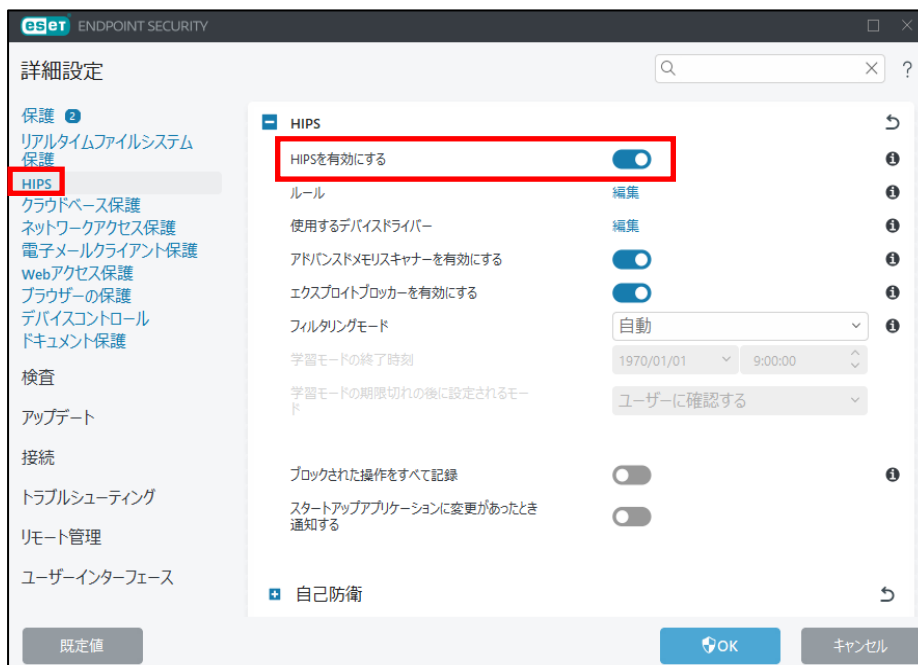 eset ENDPOINT SECURITY
詳細設定
?
保護 2
リアルタイムファイルシステム
保護
HIPS
クラウドベース保護
ネットワークアクセス保護
電子メールクライアント保護
Webアクセス保護
ブラウザーの保護
デバイスコントロール
ドキュメント保護
検査
アップデート
接続
トラブルシューティング
リモート管理
ユーザーインターフェース
HIPS
HIPSを有効にする
ルール 編集
使用するデバイスドライバー 編集
アドバンスドメモリスキャナーを有効にする
エクスプロイトブロッカーを有効にする
フィルタリングモード 自動
学習モードの終了時刻 1970/01/01 9:00:00
学習モードの期限切れの後に設定されるモー
ド
ユーザーに確認する
ブロックされた操作をすべて記録
スタートアップアプリケーションに変更があったとき
通知する
自己防衛
既定値 OK キャンセル